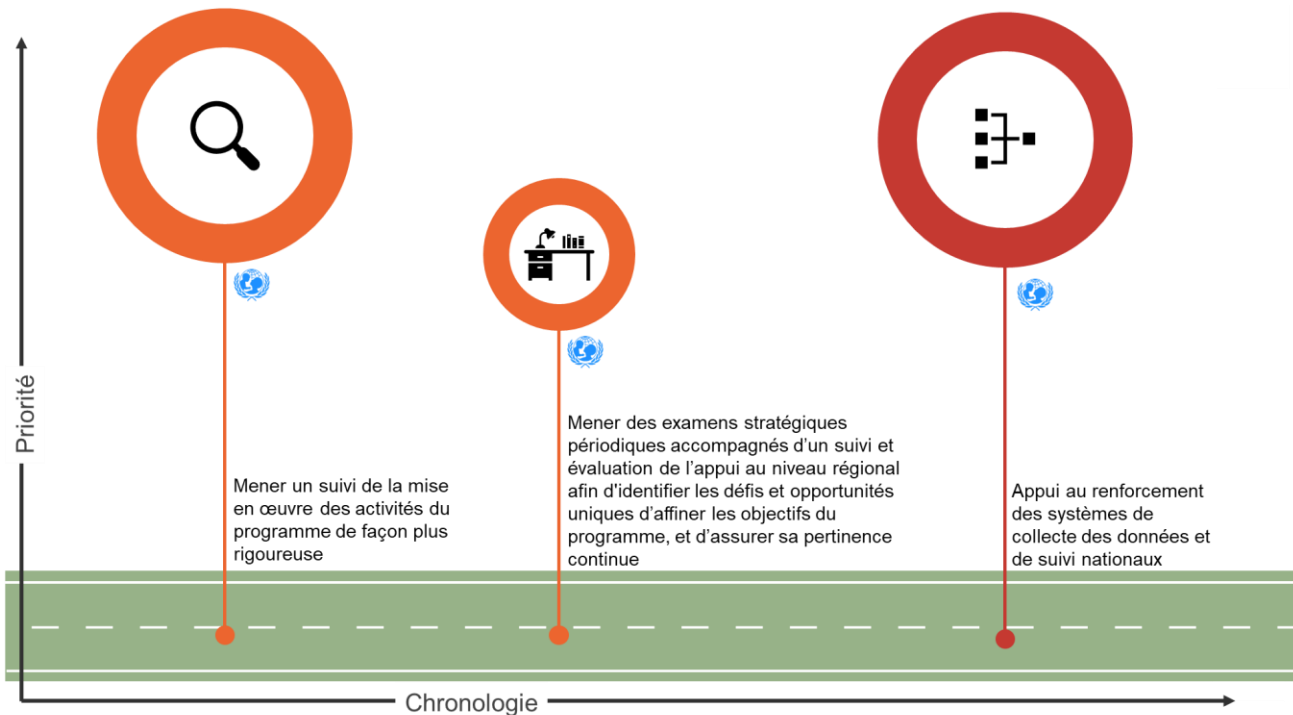 Priorité
Mener un suivi de la mise
en œuvre des activités du
programme de façon plus
rigoureuse
Mener des examens stratégiques
périodiques accompagnés d’un suivi et
évaluation de l’appui au niveau régional
afin d'identifier les défis et opportunités
uniques d’affiner les objectifs du
programme, et d’assurer sa pertinence
continue
Appui au renforcement
des systèmes de
collecte des données et
de suivi nationaux
Chronologie